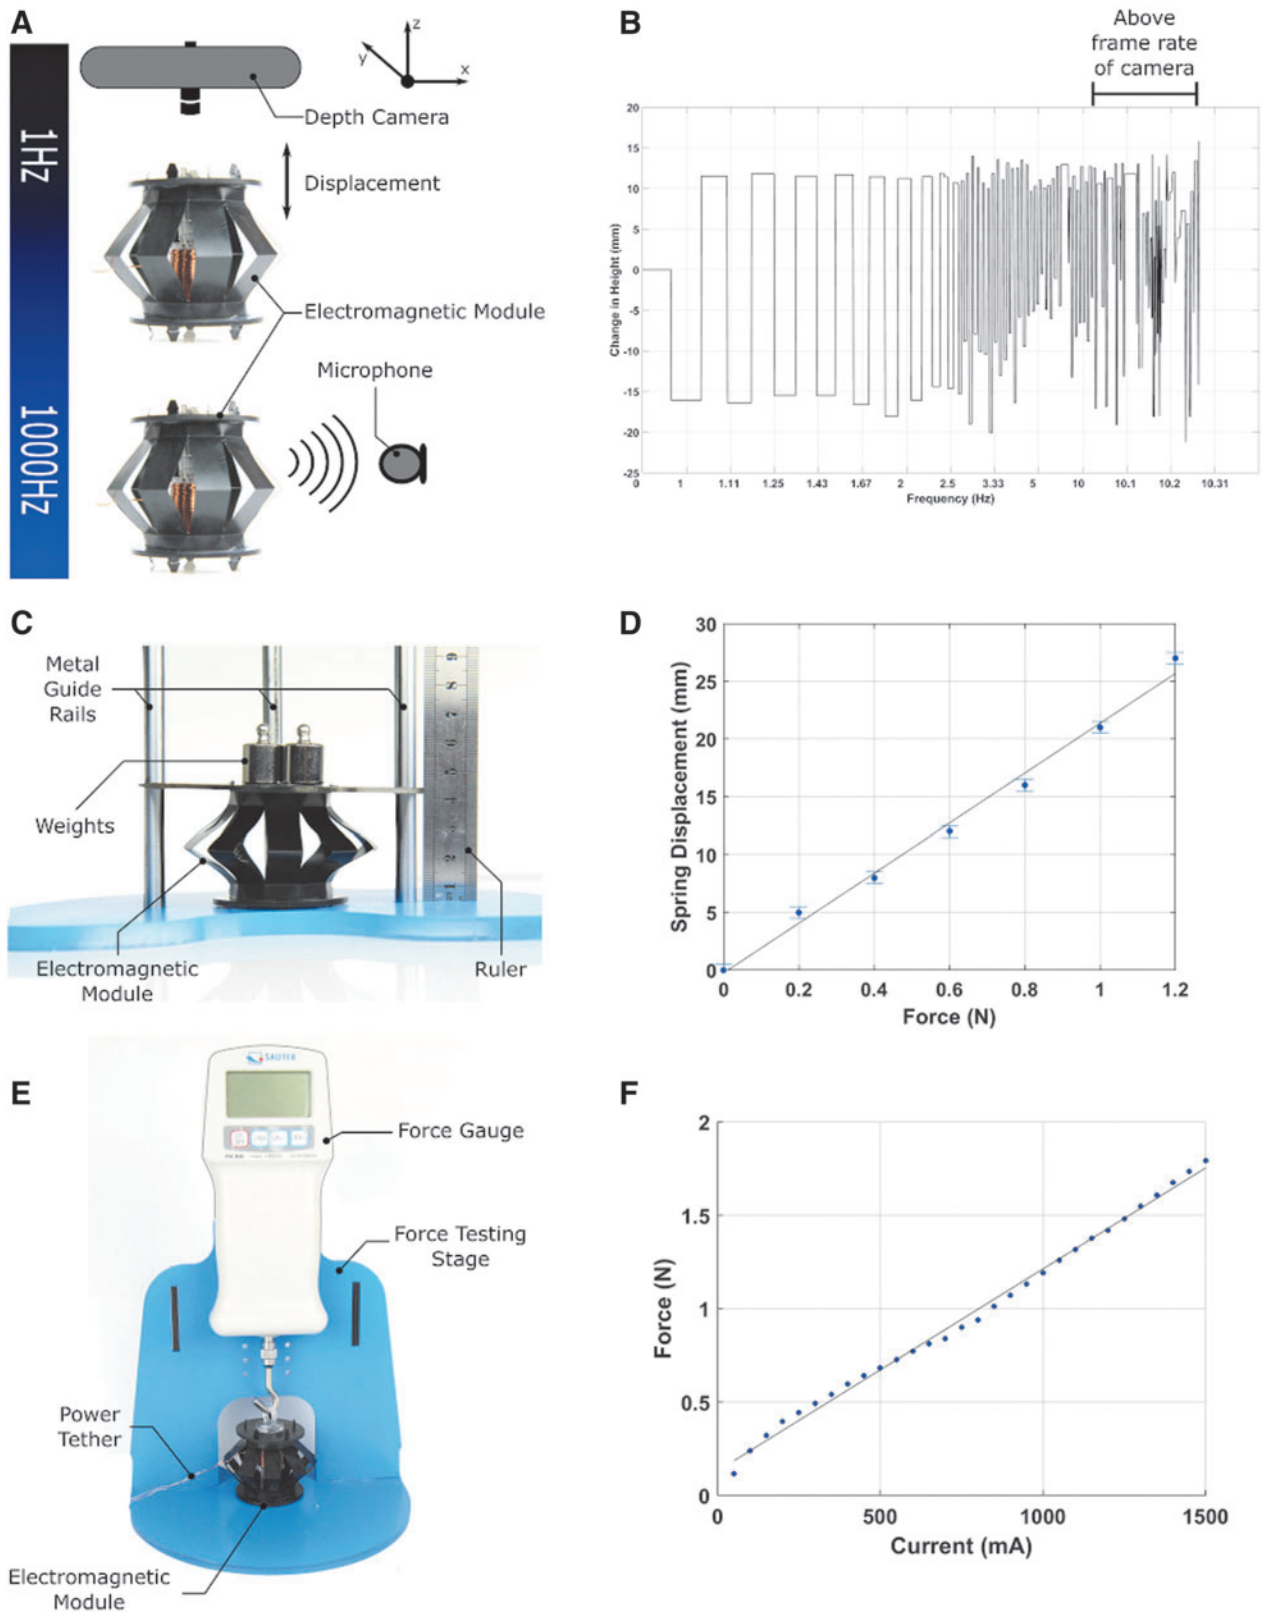 A
1Hz
1000Hz
z
y
x
Depth Camera
Displacement
Electromagnetic Module
Microphone
B
Above
frame rate
of camera
20
15
10
5
0
-5
-10
-15
-20
-25
Change in Height (mm)
0 1 1.11 1.25 1.43 1.67 2 2.5 3.33 5 10 10.1 10.2 10.31
Frequency (Hz)
C
Metal
Guide
Rails
Weights
Electromagnetic
Module
Ruler
D
30
25
20
15
10
5
0
Spring Displacement (mm)
0 0.2 0.4 0.6 0.8 1 1.2
Force (N)
E
SAUTER
Force Gauge
Force Testing
Stage
Power
Tether
Electromagnetic
Module
F
2
1.5
1
0.5
0
Force (N)
0 500 1000 1500
Current (mA)